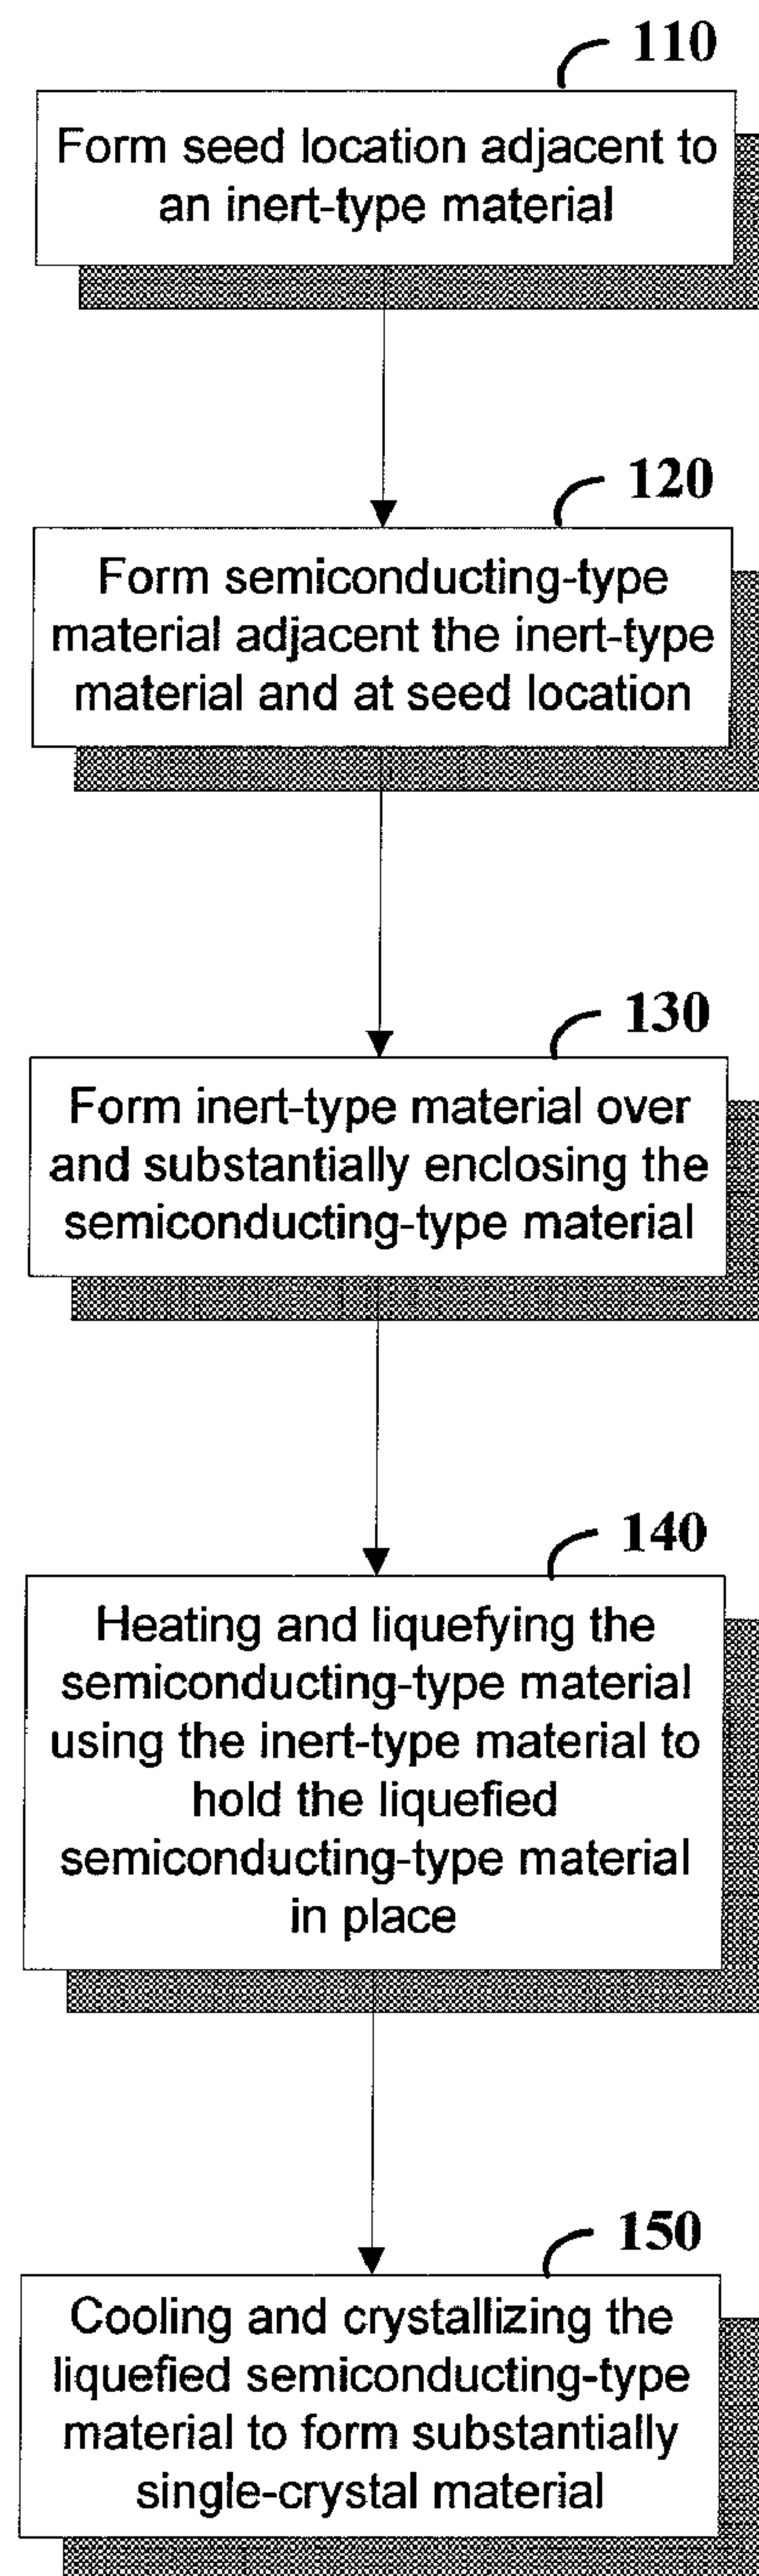 110
Form seed location adjacent to
an inert-type material
120
Form semiconducting-type
material adjacent the inert-type
material and at seed location
130
Form inert-type material over
and substantially enclosing the
semiconducting-type material
140
Heating and liquefying the
semiconducting-type material
using the inert-type material to
hold the liquefied
semiconducting-type material
in place
150
Cooling and crystallizing the
liquefied semiconducting-type
material to form substantially
single-crystal material